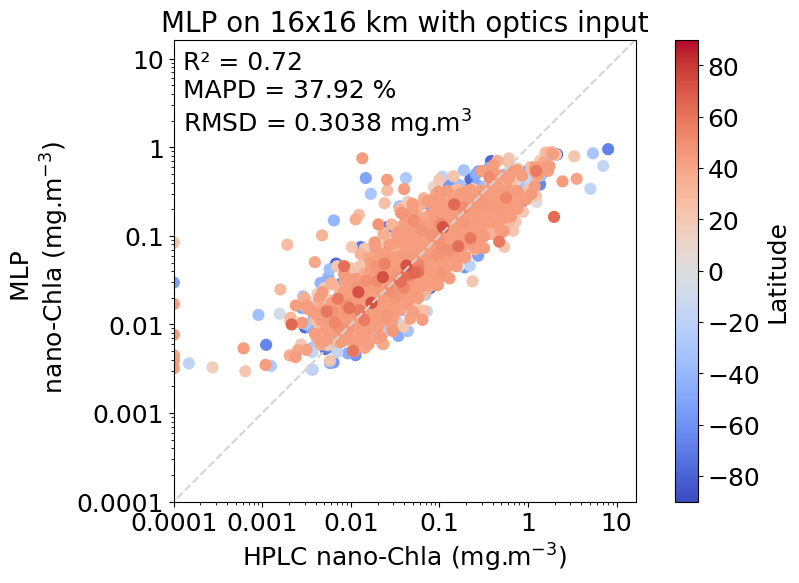 MLP on 16x16 km with optics input
R² = 0.72
MAPD = 37.92 %
RMSD = 0.3038 mg.m³
10
1
0.1
0.01
0.001
0.0001
MLP
nano-Chla (mg.m⁻³)
0.0001 0.001 0.01 0.1 1 10
HPLC nano-Chla (mg.m⁻³)
80
60
40
20
0
−20
−40
−60
−80
Latitude